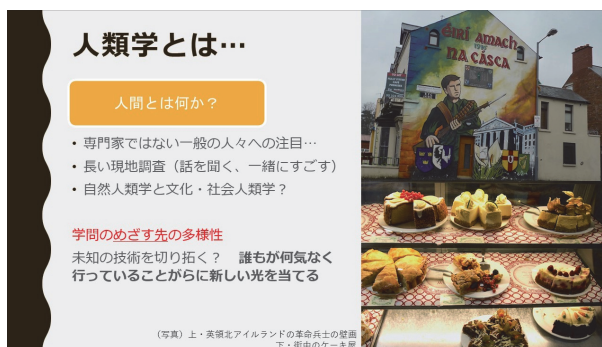 人類学とは…
人間とは何か？
• 専門家ではない一般の人々への注目…
• 長い現地調査（話を聞く、一緒にすごす）
• 自然人類学と文化・社会人類学？
学問のめざす先の多様性
未知の技術を切り拓く？　誰もが何気なく
行っていることがらに新しい光を当てる
（写真）上・英領北アイルランドの革命兵士の壁画
下・街中のケーキ屋
éirí amach
na cásca